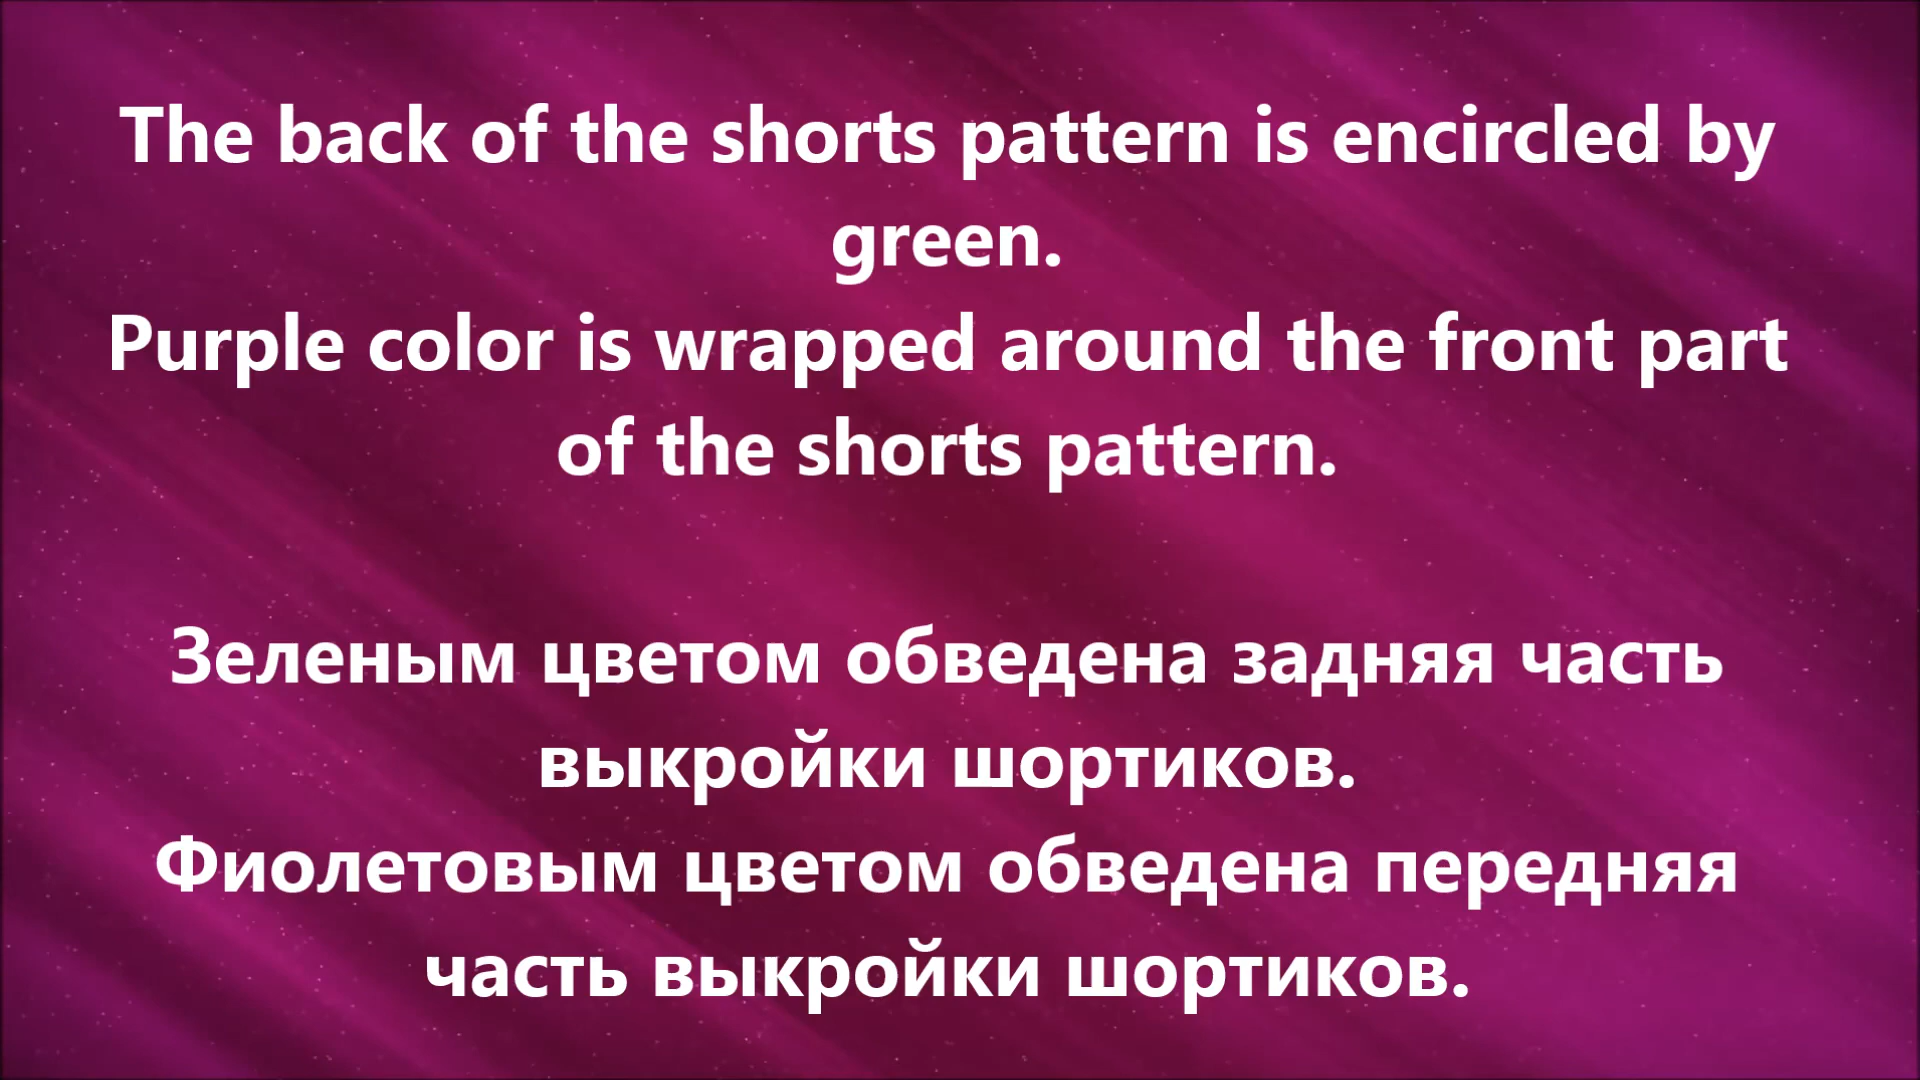 The back of the shorts pattern is encircled by
green.
Purple color is wrapped around the front part
of the shorts pattern.
Зеленым цветом обведена задняя часть
выкройки шортиков.
Фиолетовым цветом обведена передняя
часть выкройки шортиков.